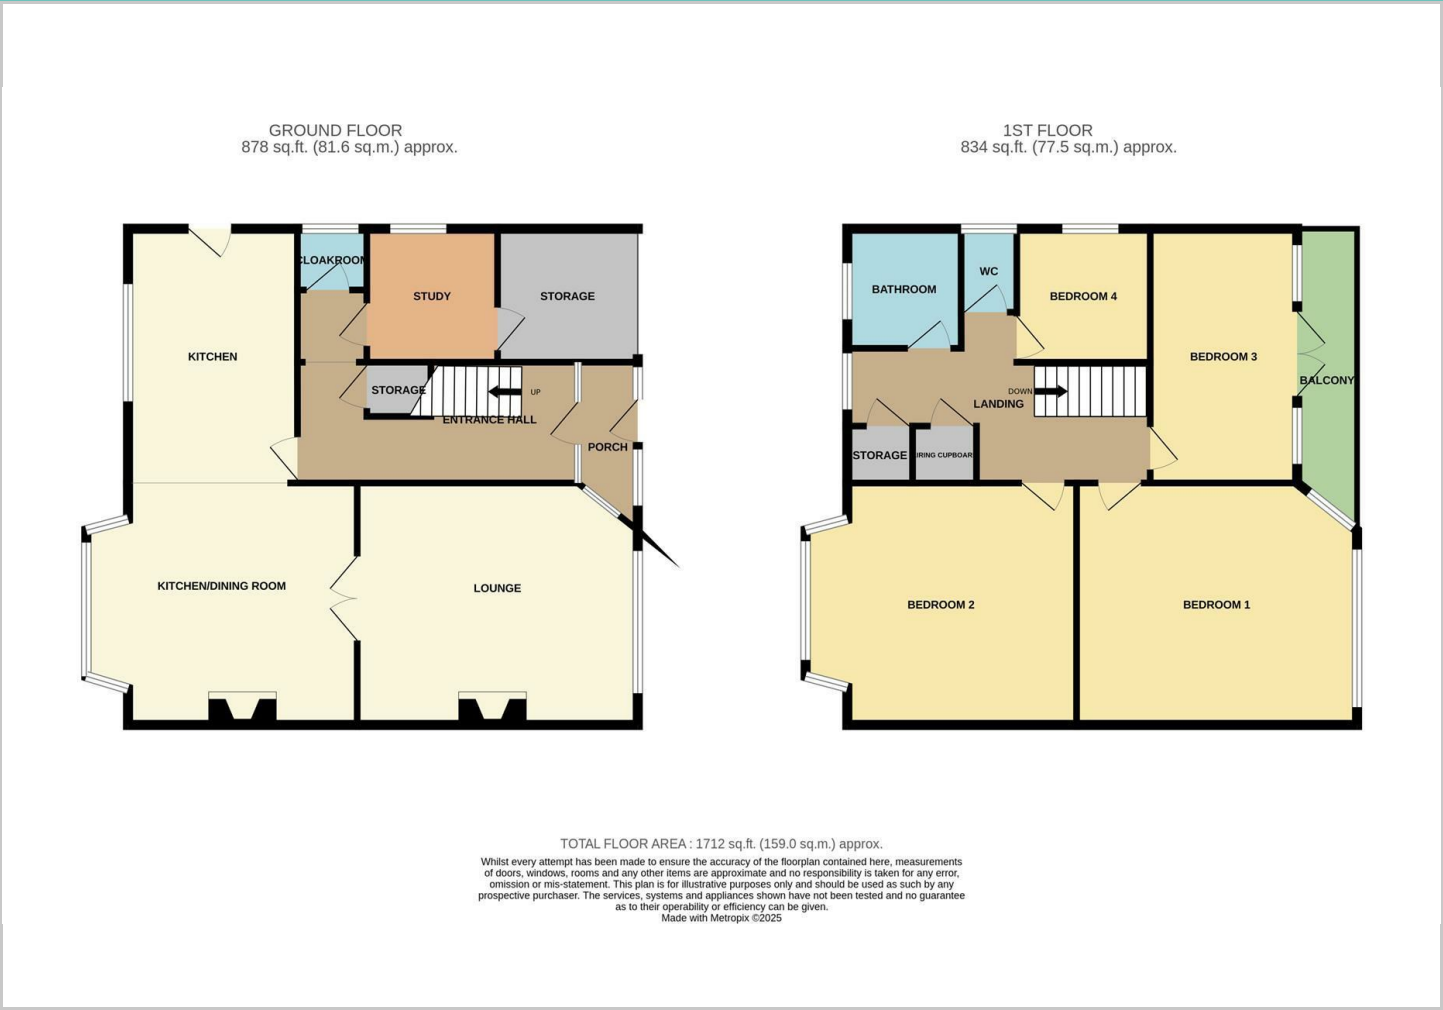 GROUND FLOOR
878 sq.ft. (81.6 sq.m.) approx.
1ST FLOOR
834 sq.ft. (77.5 sq.m.) approx.
CLOAKROOM
STUDY
STORAGE
KITCHEN
STORAGE
UP
ENTRANCE HALL
PORCH
KITCHEN/DINING ROOM
LOUNGE
BATHROOM
WC
BEDROOM 4
BEDROOM 3
BALCONY
DOWN
LANDING
STORAGE
AIRING CUPBOARD
BEDROOM 2
BEDROOM 1
TOTAL FLOOR AREA : 1712 sq.ft. (159.0 sq.m.) approx.
Whilst every attempt has been made to ensure the accuracy of the floorplan contained here, measurements
of doors, windows, rooms and any other items are approximate and no responsibility is taken for any error,
omission or mis-statement. This plan is for illustrative purposes only and should be used as such by any
prospective purchaser. The services, systems and appliances shown have not been tested and no guarantee
as to their operability or efficiency can be given.
Made with Metropix ©2025